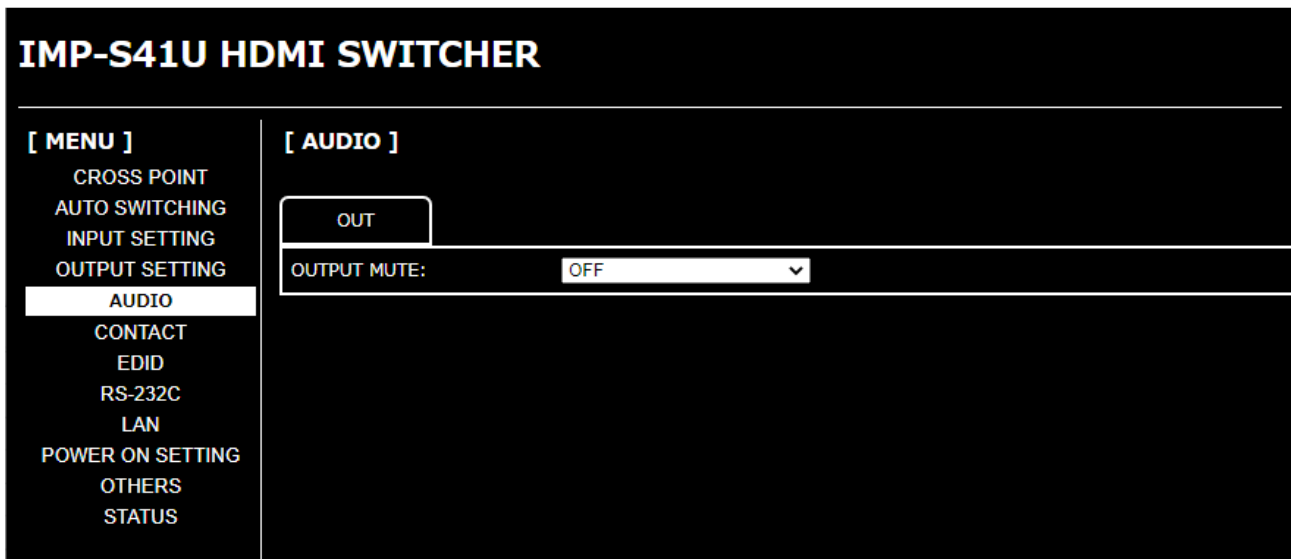 IMP-S41U HDMI SWITCHER
[ MENU ]
CROSS POINT
AUTO SWITCHING
INPUT SETTING
OUTPUT SETTING
AUDIO
CONTACT
EDID
RS-232C
LAN
POWER ON SETTING
OTHERS
STATUS
[ AUDIO ]
OUT
OUTPUT MUTE: OFF